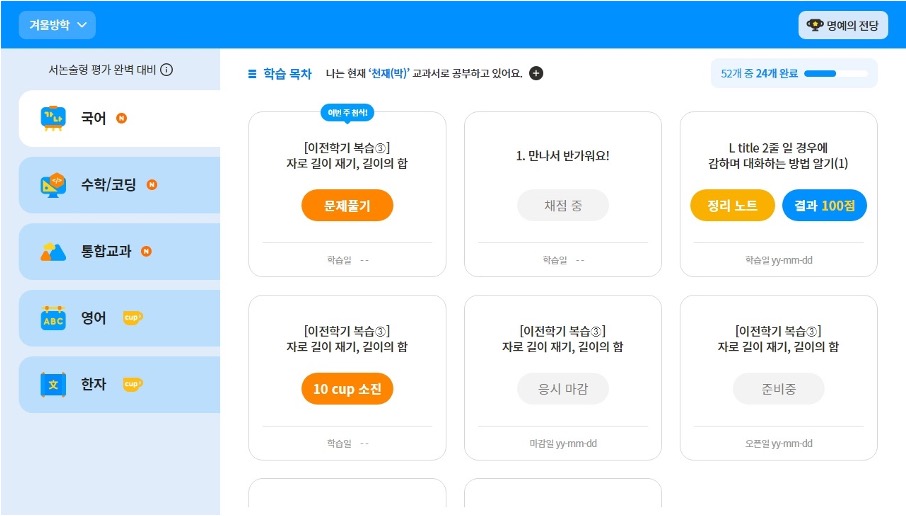 겨울방학
명예의 전당
서논술형 평가 완벽 대비
학습 목차
나는 현재 ‘천재(박)’ 교과서로 공부하고 있어요.
52개 중 24개 완료
가나
국어 N
수학/코딩 N
통합교과 N
ABC
영어 cup
文
한자 cup
이번 주 첨삭!
[이전학기 복습③]
자로 길이 재기, 길이의 합
문제풀기
학습일 - -
1. 만나서 반가워요!
채점 중
학습일 - -
L title 2줄 일 경우에
감하며 대화하는 방법 알기(1)
정리 노트
결과 100점
학습일 yy-mm-dd
[이전학기 복습③]
자로 길이 재기, 길이의 합
10 cup 소진
학습일 - -
[이전학기 복습③]
자로 길이 재기, 길이의 합
응시 마감
마감일 yy-mm-dd
[이전학기 복습③]
자로 길이 재기, 길이의 합
준비중
오픈일 yy-mm-dd